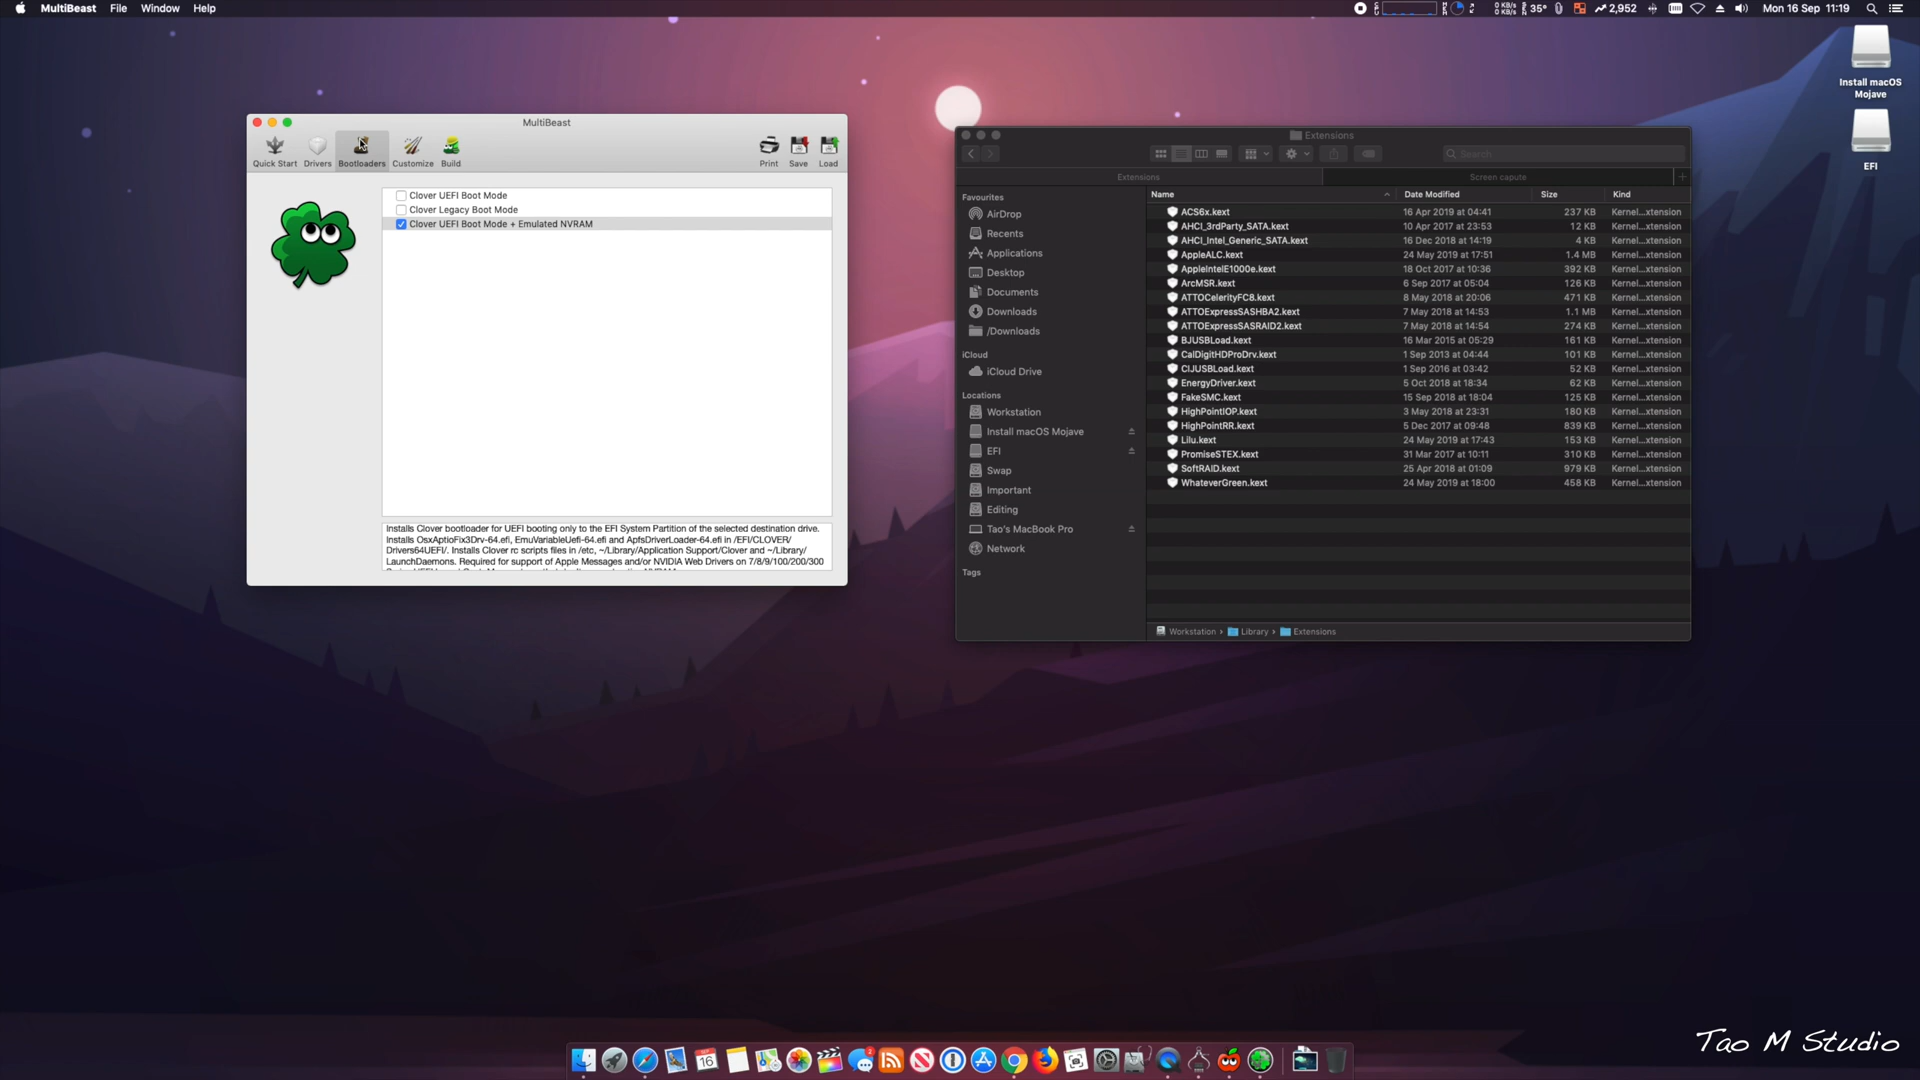 MultiBeast File Window Help
0 KB/s
0 KB/s
35° 2,952 Mon 16 Sep 11:19
Install macOS
Mojave
EFI
MultiBeast
Quick Start Drivers Bootloaders Customize Build Print Save Load
Clover UEFI Boot Mode
Clover Legacy Boot Mode
Clover UEFI Boot Mode + Emulated NVRAM
Installs Clover bootloader for UEFI booting only to the EFI System Partition of the selected destination drive.
Installs OsxAptioFix3Drv-64.efi, EmuVariableUefi-64.efi and ApfsDriverLoader-64.efi in /EFI/CLOVER/
Drivers64UEFI/. Installs Clover rc scripts files in /etc, ~/Library/Application Support/Clover and ~/Library/
LaunchDaemons. Required for support of Apple Messages and/or NVIDIA Web Drivers on 7/8/9/100/200/300
Extensions
Search
Extensions Screen capute
Favourites
AirDrop
Recents
Applications
Desktop
Documents
Downloads
/Downloads
iCloud
iCloud Drive
Locations
Workstation
Install macOS Mojave
EFI
Swap
Important
Editing
Tao's MacBook Pro
Network
Tags
Name Date Modified Size Kind
ACS6x.kext 16 Apr 2019 at 04:41 237 KB Kernel...xtension
AHCI_3rdParty_SATA.kext 10 Apr 2017 at 23:53 12 KB Kernel...xtension
AHCI_Intel_Generic_SATA.kext 16 Dec 2018 at 14:19 4 KB Kernel...xtension
AppleALC.kext 24 May 2019 at 17:51 1.4 MB Kernel...xtension
AppleIntelE1000e.kext 18 Oct 2017 at 10:36 392 KB Kernel...xtension
ArcMSR.kext 6 Sep 2017 at 05:04 126 KB Kernel...xtension
ATTOCelerityFC8.kext 8 May 2018 at 20:06 471 KB Kernel...xtension
ATTOExpressSASHBA2.kext 7 May 2018 at 14:53 1.1 MB Kernel...xtension
ATTOExpressSASRAID2.kext 7 May 2018 at 14:54 274 KB Kernel...xtension
BJUSBLoad.kext 16 Mar 2015 at 05:29 161 KB Kernel...xtension
CalDigitHDProDrv.kext 1 Sep 2013 at 04:44 101 KB Kernel...xtension
CIJUSBLoad.kext 1 Sep 2016 at 03:42 52 KB Kernel...xtension
EnergyDriver.kext 5 Oct 2018 at 18:34 62 KB Kernel...xtension
FakeSMC.kext 15 Sep 2018 at 18:04 125 KB Kernel...xtension
HighPointIOP.kext 3 May 2018 at 23:31 180 KB Kernel...xtension
HighPointRR.kext 5 Dec 2017 at 09:48 839 KB Kernel...xtension
Lilu.kext 24 May 2019 at 17:43 153 KB Kernel...xtension
PromiseSTEX.kext 31 Mar 2017 at 10:11 310 KB Kernel...xtension
SoftRAID.kext 25 Apr 2018 at 01:09 979 KB Kernel...xtension
WhateverGreen.kext 24 May 2019 at 18:00 458 KB Kernel...xtension
Workstation › Library › Extensions
Tao M Studio
SEP
16
2